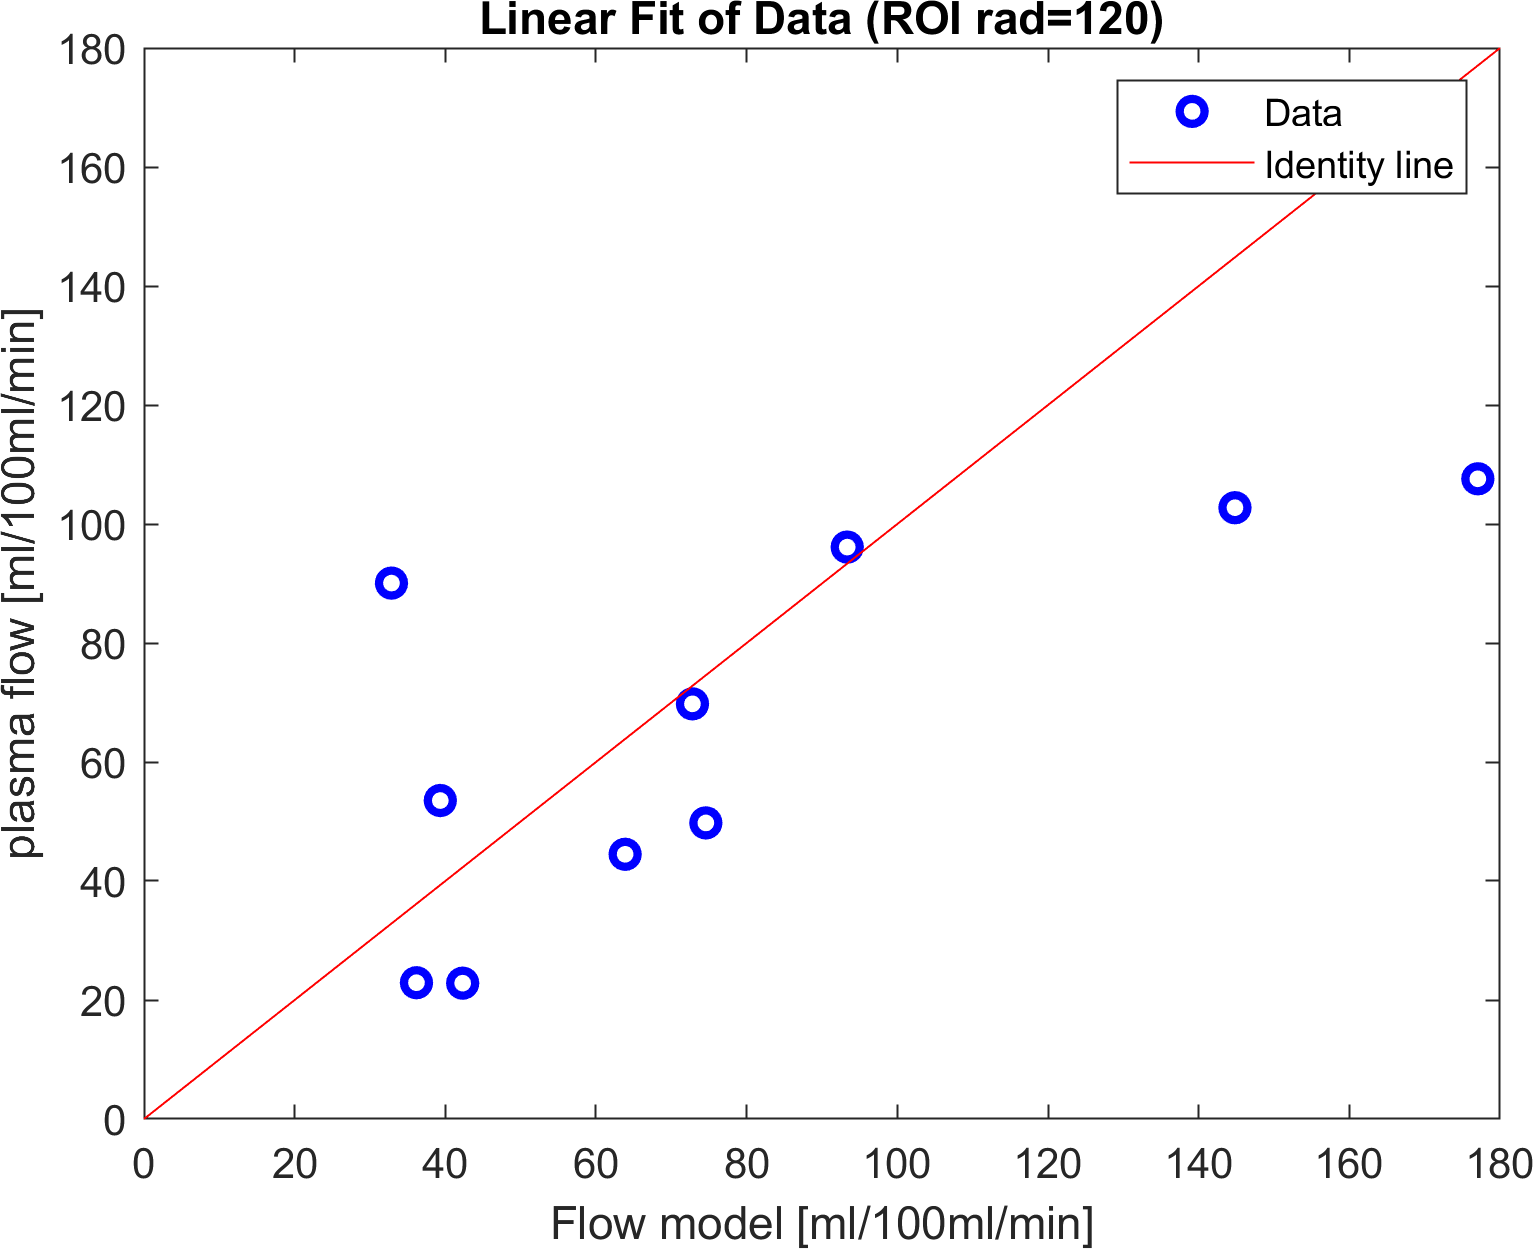 Linear Fit of Data (ROI rad=120)
180
160
140
120
100
80
60
40
20
0
plasma flow [ml/100ml/min]
Data
Identity line
0 20 40 60 80 100 120 140 160 180
Flow model [ml/100ml/min]